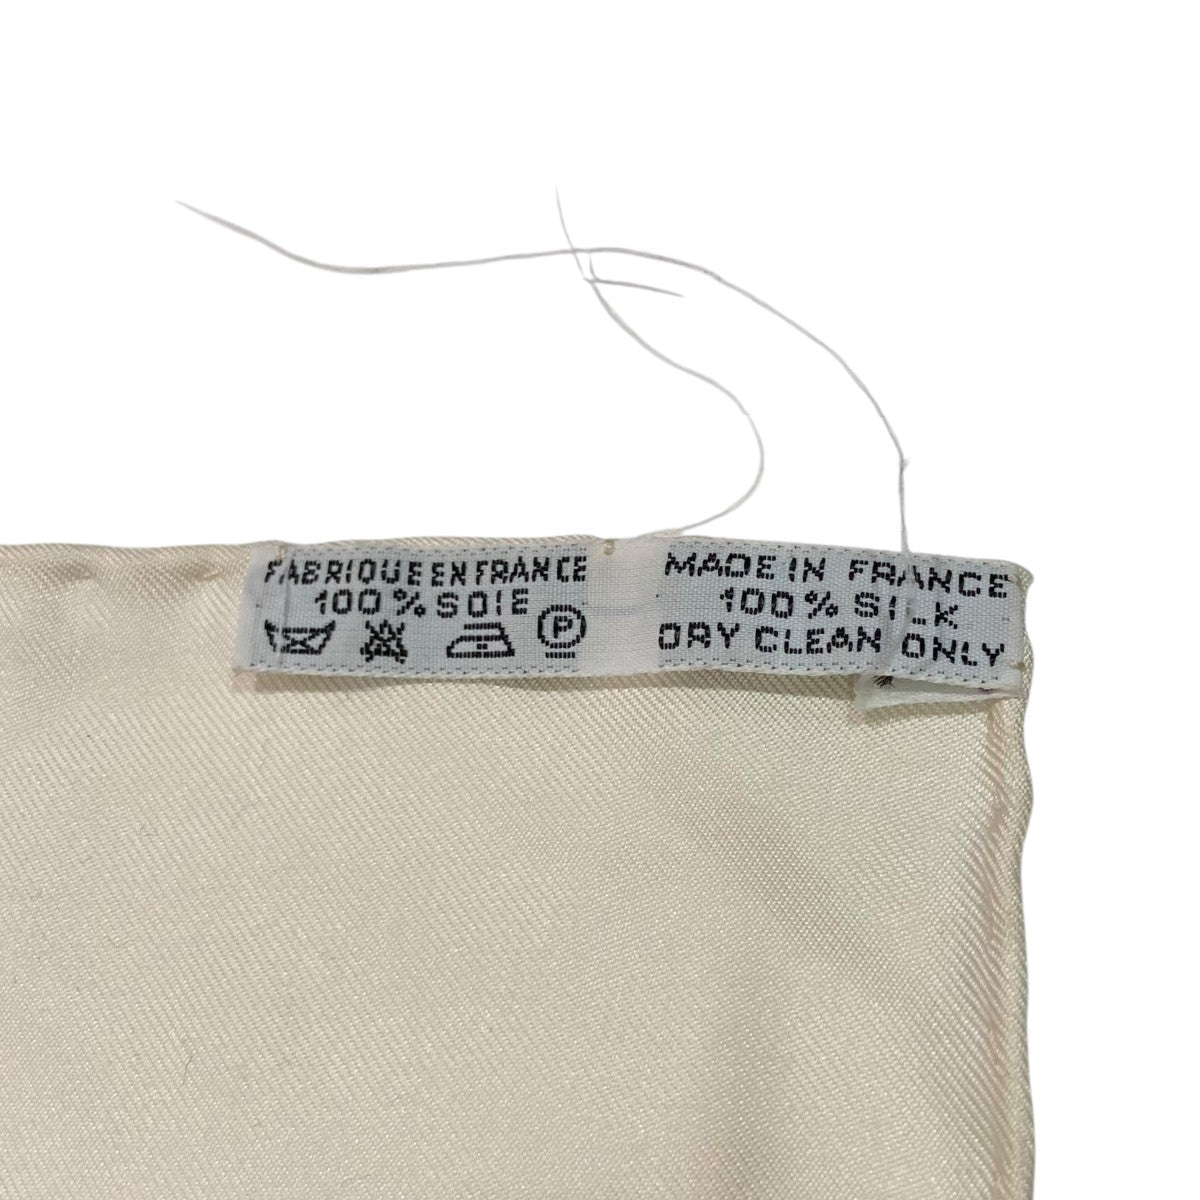 FABRIQUE EN FRANCE
100 % SOIE
P
MADE IN FRANCE
100 % SILK
DRY CLEAN ONLY